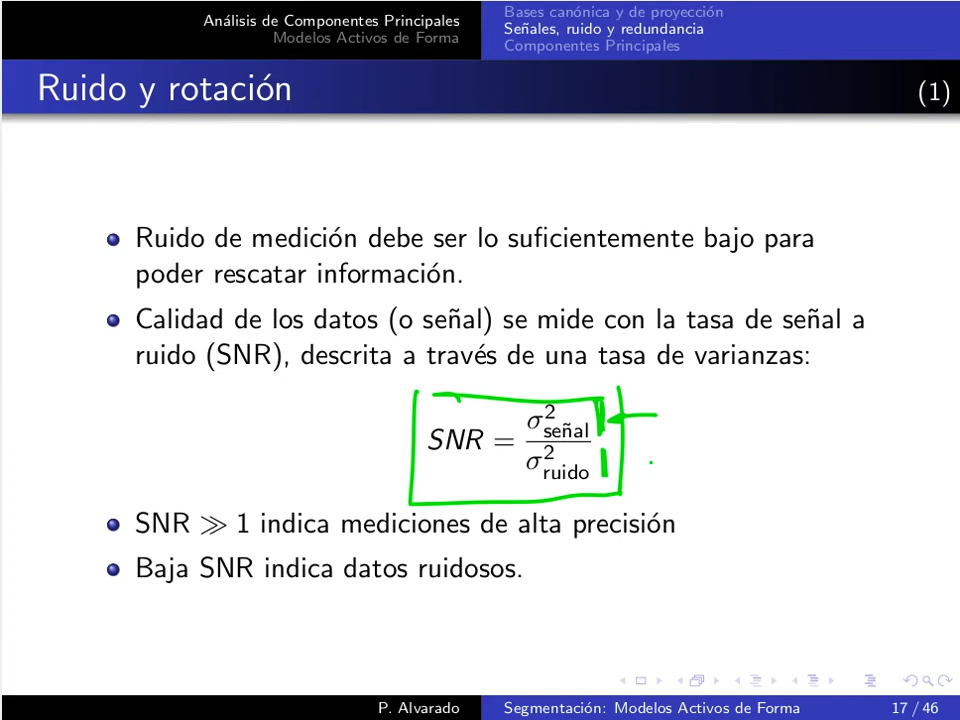 Análisis de Componentes Principales
Modelos Activos de Forma
Bases canónica y de proyección
Señales, ruido y redundancia
Componentes Principales
Ruido y rotación (1)
Ruido de medición debe ser lo suficientemente bajo para
poder rescatar información.
Calidad de los datos (o señal) se mide con la tasa de señal a
ruido (SNR), descrita a través de una tasa de varianzas:
SNR = σ²señal / σ²ruido
SNR ≫ 1 indica mediciones de alta precisión
Baja SNR indica datos ruidosos.
P. Alvarado Segmentación: Modelos Activos de Forma 17 / 46